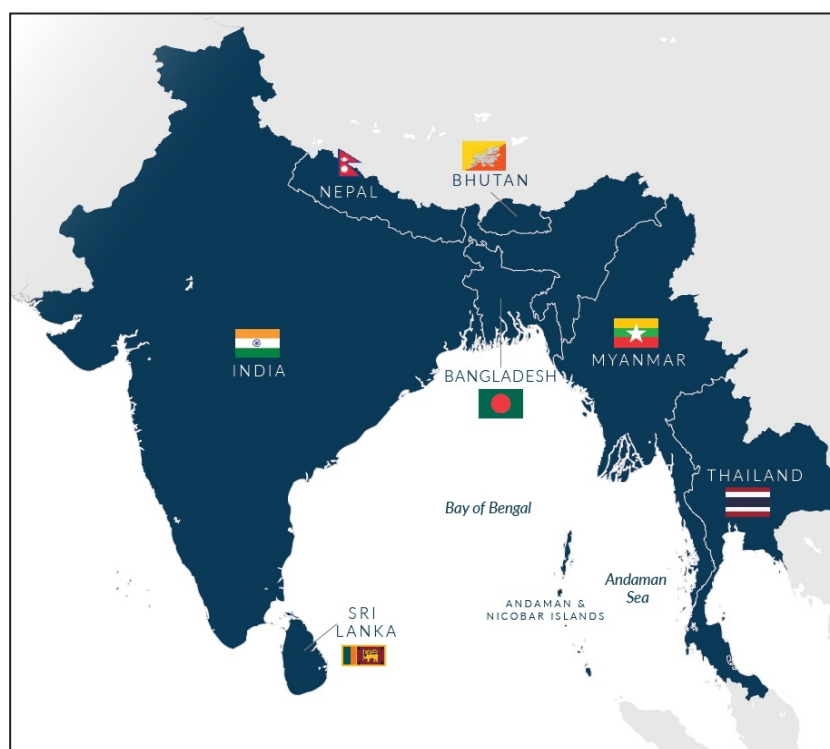 NEPAL
BHUTAN
INDIA
BANGLADESH
MYANMAR
THAILAND
Bay of Bengal
Andaman
Sea
ANDAMAN &
NICOBAR ISLANDS
SRI
LANKA